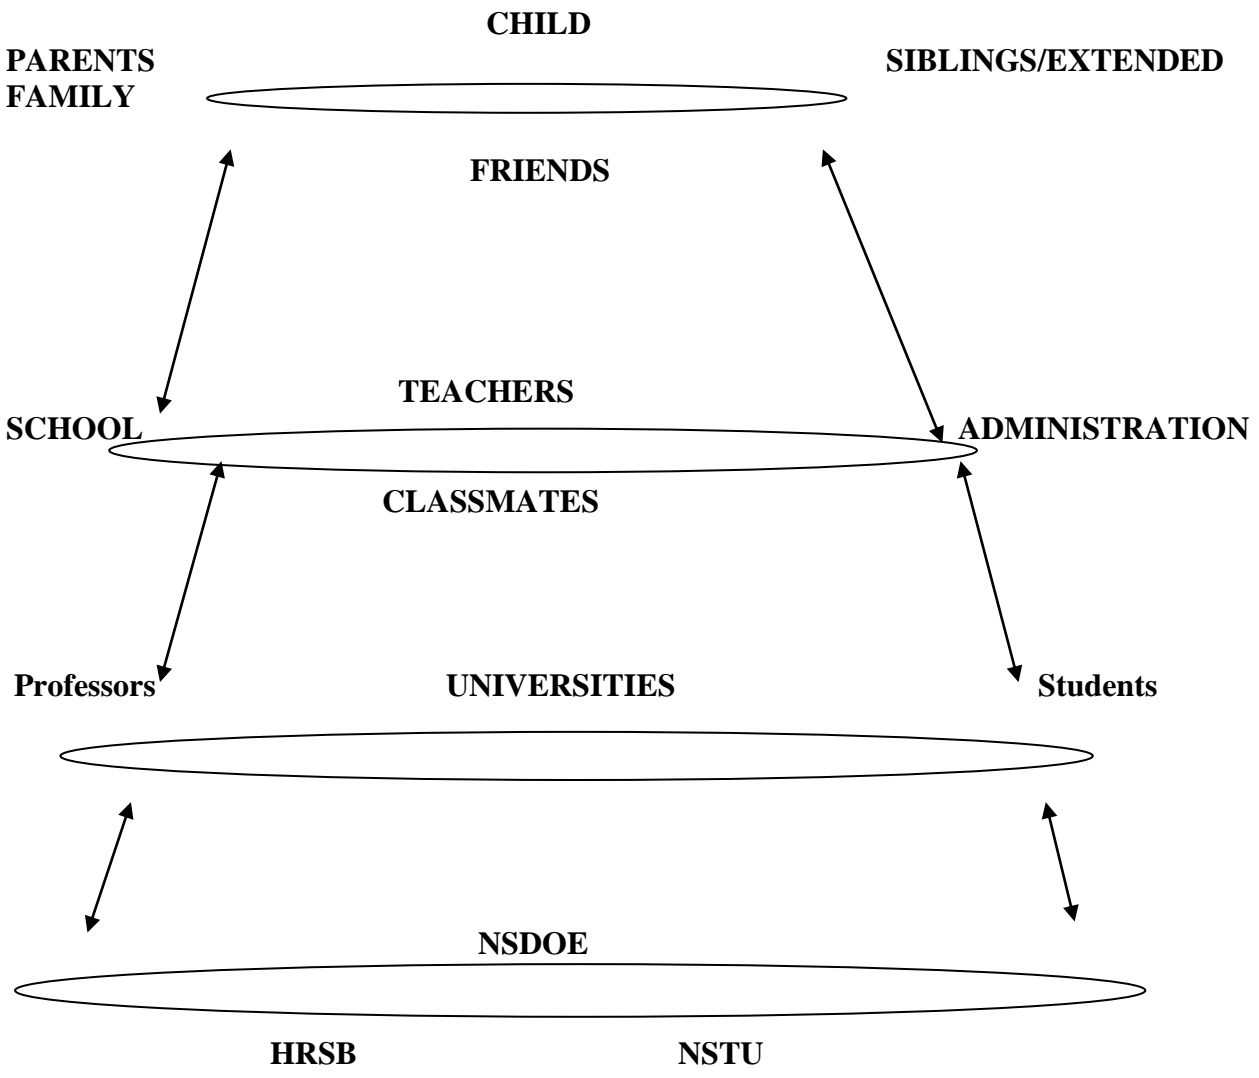 CHILD
PARENTS SIBLINGS/EXTENDED
FAMILY
FRIENDS
TEACHERS
SCHOOL ADMINISTRATION
CLASSMATES
Professors UNIVERSITIES Students
NSDOE
HRSB NSTU